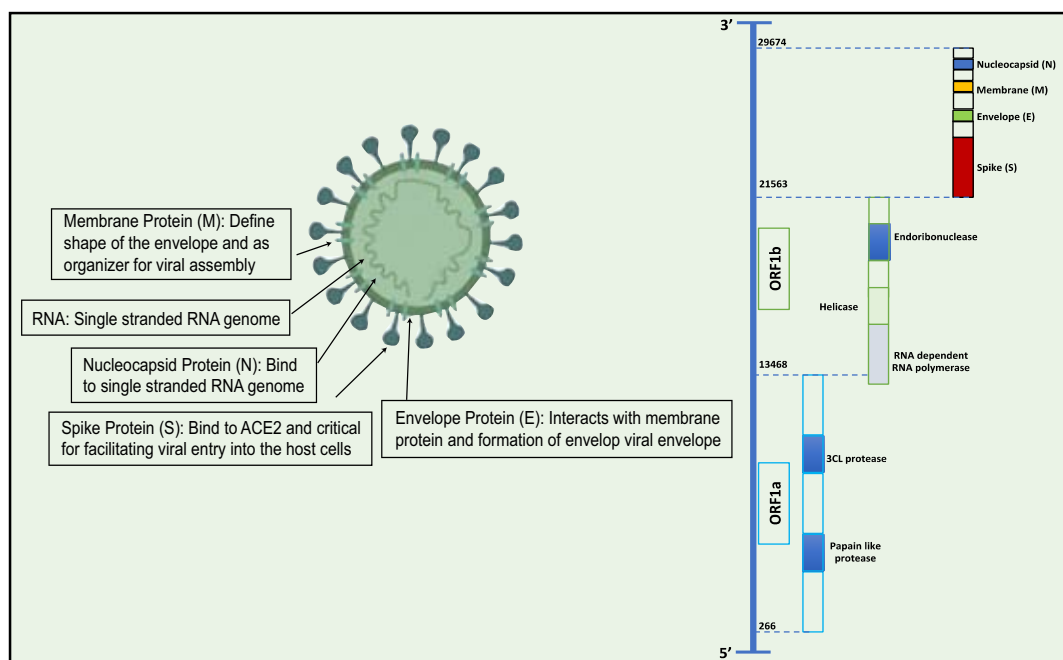 Membrane Protein (M): Define
shape of the envelope and as
organizer for viral assembly
RNA: Single stranded RNA genome
Nucleocapsid Protein (N): Bind
to single stranded RNA genome
Spike Protein (S): Bind to ACE2 and critical
for facilitating viral entry into the host cells
Envelope Protein (E): Interacts with membrane
protein and formation of envelop viral envelope
3’
29674
Nucleocapsid (N)
Membrane (M)
Envelope (E)
Spike (S)
21563
ORF1b
Endoribonuclease
Helicase
RNA dependent
RNA polymerase
13468
ORF1a
3CL protease
Papain like
protease
266
5’